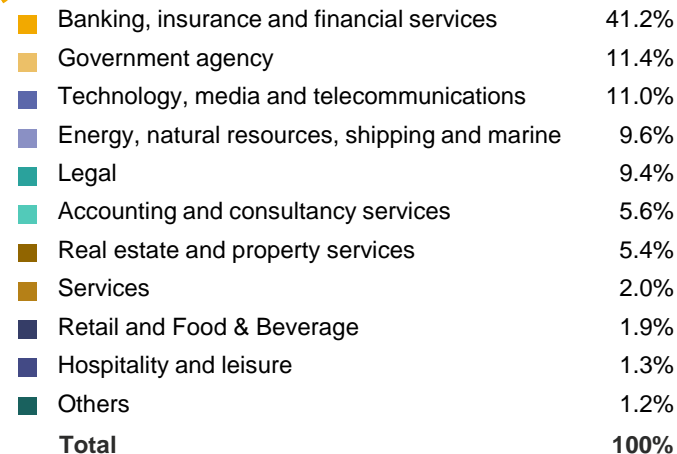 Banking, insurance and financial services 41.2%
Government agency 11.4%
Technology, media and telecommunications 11.0%
Energy, natural resources, shipping and marine 9.6%
Legal 9.4%
Accounting and consultancy services 5.6%
Real estate and property services 5.4%
Services 2.0%
Retail and Food & Beverage 1.9%
Hospitality and leisure 1.3%
Others 1.2%
Total 100%